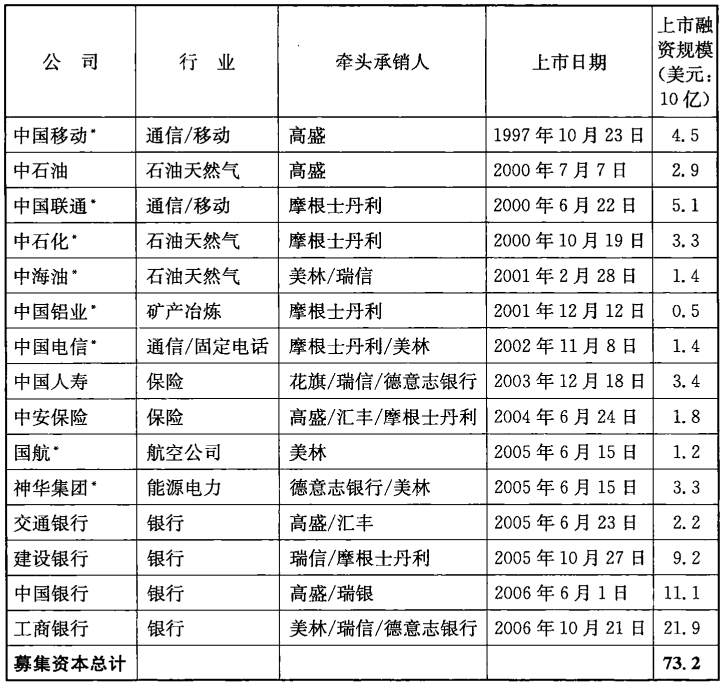 公 司 行 业 牵头承销人 上市日期 上市融资规模(美元：10亿)
中国移动* 通信/移动 高盛 1997年10月23日 4.5
中石油 石油天然气 高盛 2000年7月7日 2.9
中国联通* 通信/移动 摩根士丹利 2000年6月22日 5.1
中石化* 石油天然气 摩根士丹利 2000年10月19日 3.3
中海油* 石油天然气 美林/瑞信 2001年2月28日 1.4
中国铝业* 矿产冶炼 摩根士丹利 2001年12月12日 0.5
中国电信* 通信/固定电话 摩根士丹利/美林 2002年11月8日 1.4
中国人寿 保险 花旗/瑞信/德意志银行 2003年12月18日 3.4
中安保险 保险 高盛/汇丰/摩根士丹利 2004年6月24日 1.8
国航* 航空公司 美林 2005年6月15日 1.2
神华集团* 能源电力 德意志银行/美林 2005年6月15日 3.3
交通银行 银行 高盛/汇丰 2005年6月23日 2.2
建设银行 银行 瑞信/摩根士丹利 2005年10月27日 9.2
中国银行 银行 高盛/瑞银 2006年6月1日 11.1
工商银行 银行 美林/瑞信/德意志银行 2006年10月21日 21.9
募集资本总计 73.2